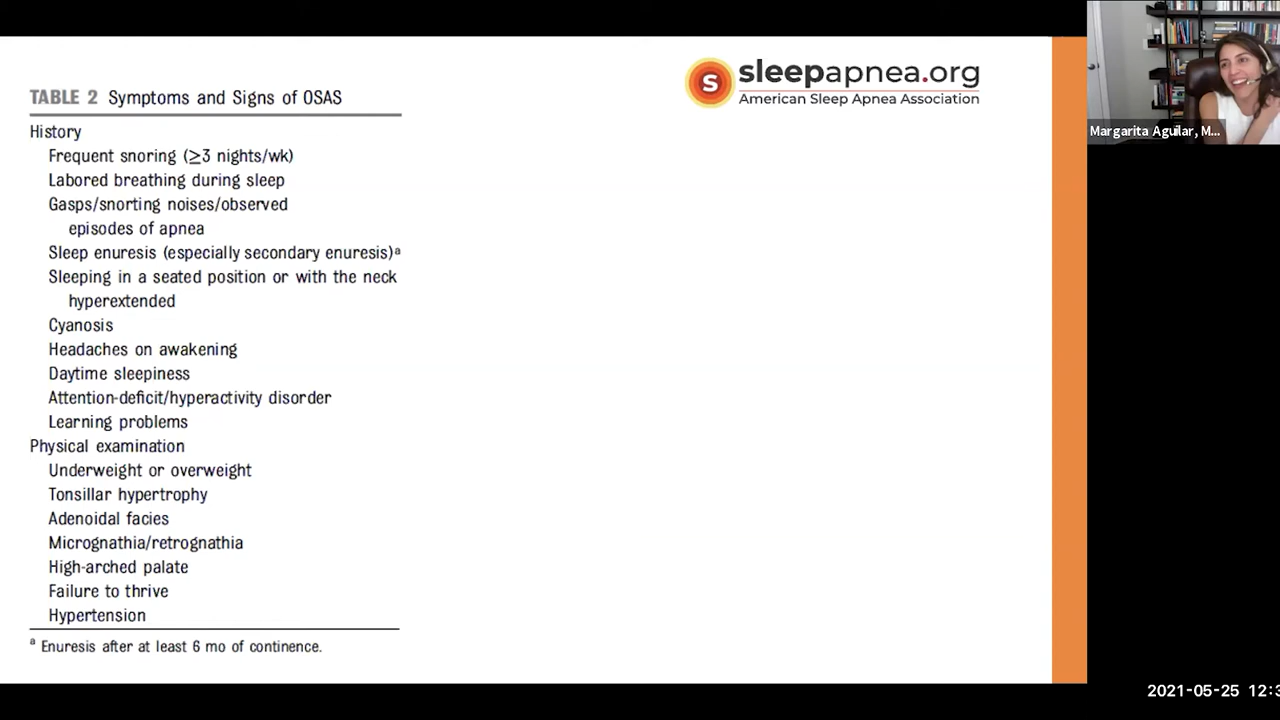 TABLE 2 Symptoms and Signs of OSAS
History
Frequent snoring (≥3 nights/wk)
Labored breathing during sleep
Gasps/snorting noises/observed
episodes of apnea
Sleep enuresis (especially secondary enuresis)ᵃ
Sleeping in a seated position or with the neck
hyperextended
Cyanosis
Headaches on awakening
Daytime sleepiness
Attention-deficit/hyperactivity disorder
Learning problems
Physical examination
Underweight or overweight
Tonsillar hypertrophy
Adenoidal facies
Micrognathia/retrognathia
High-arched palate
Failure to thrive
Hypertension
ᵃ Enuresis after at least 6 mo of continence.
S
sleepapnea.org
American Sleep Apnea Association
Margarita Aguilar, M...
2021-05-25 12:3